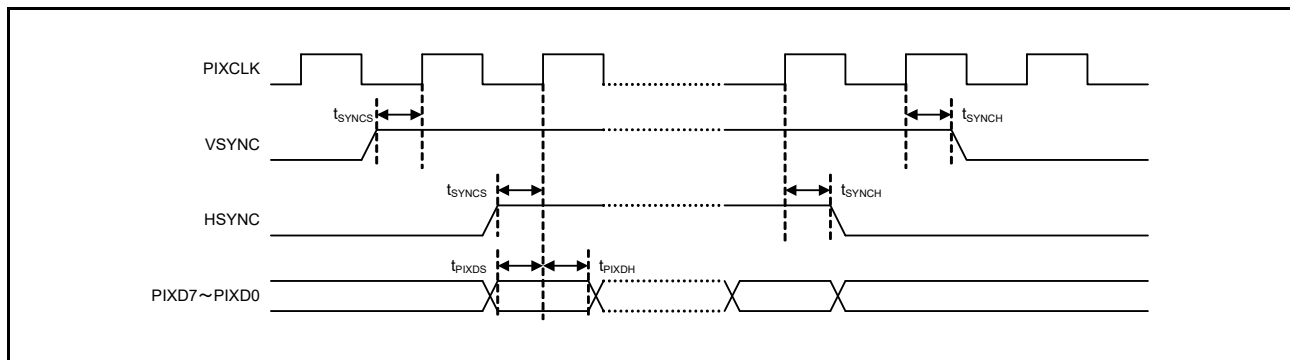 PIXCLK
tSYNCS
tSYNCH
VSYNC
tSYNCS
tSYNCH
HSYNC
tPIXDS
tPIXDH
PIXD7～PIXD0